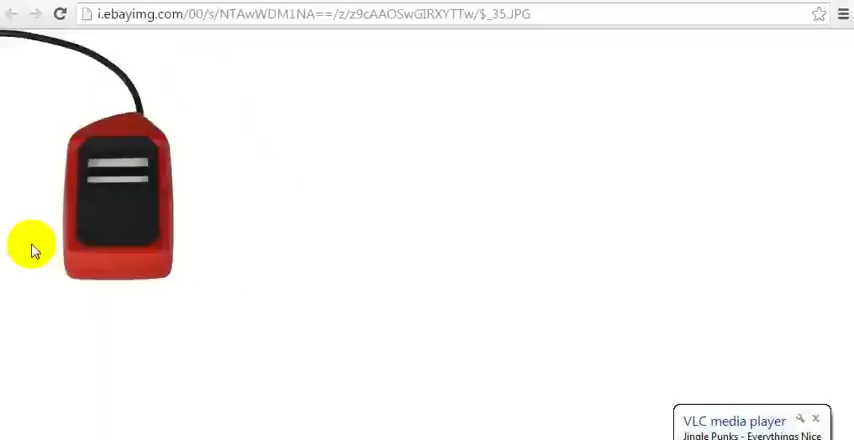 i.ebayimg.com/00/s/NTAwWDM1NA==/z/z9cAAOSwGIRXYTTw/$_35.JPG
VLC media player
Jingle Punks - Everythings Nice